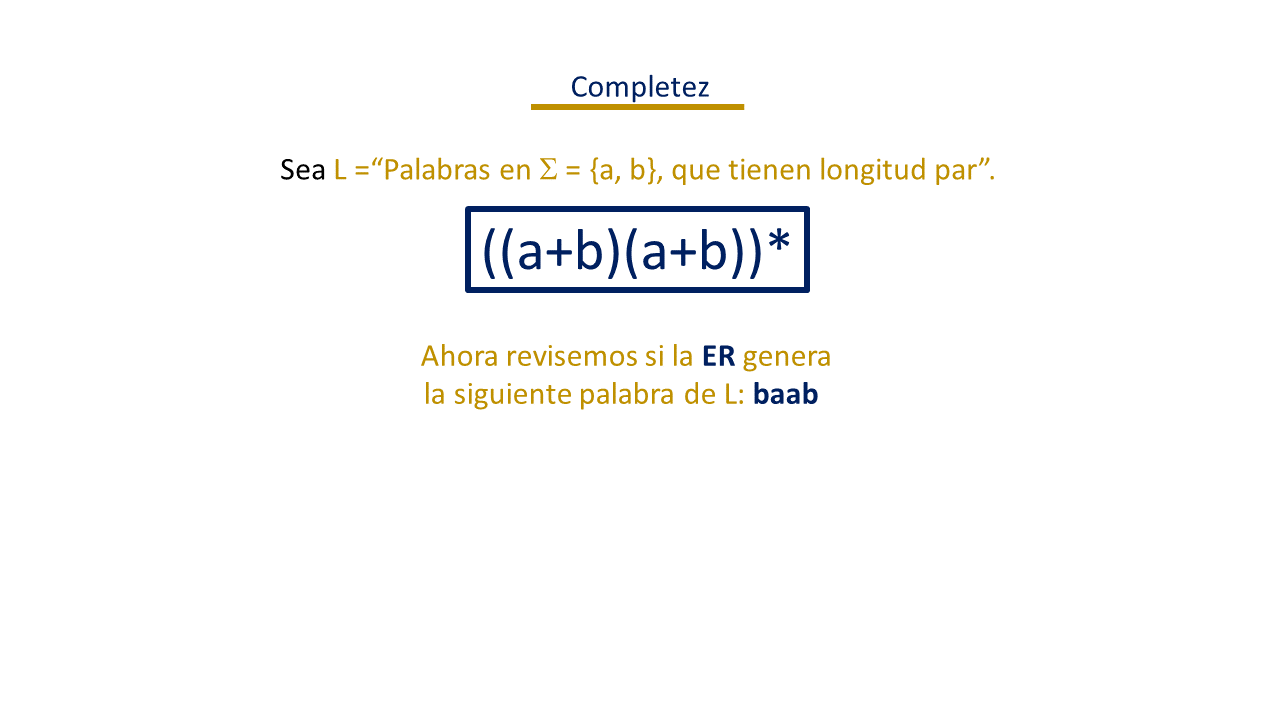 Completez
Sea L =“Palabras en Σ = {a, b}, que tienen longitud par”.
((a+b)(a+b))*
Ahora revisemos si la ER genera
la siguiente palabra de L: baab